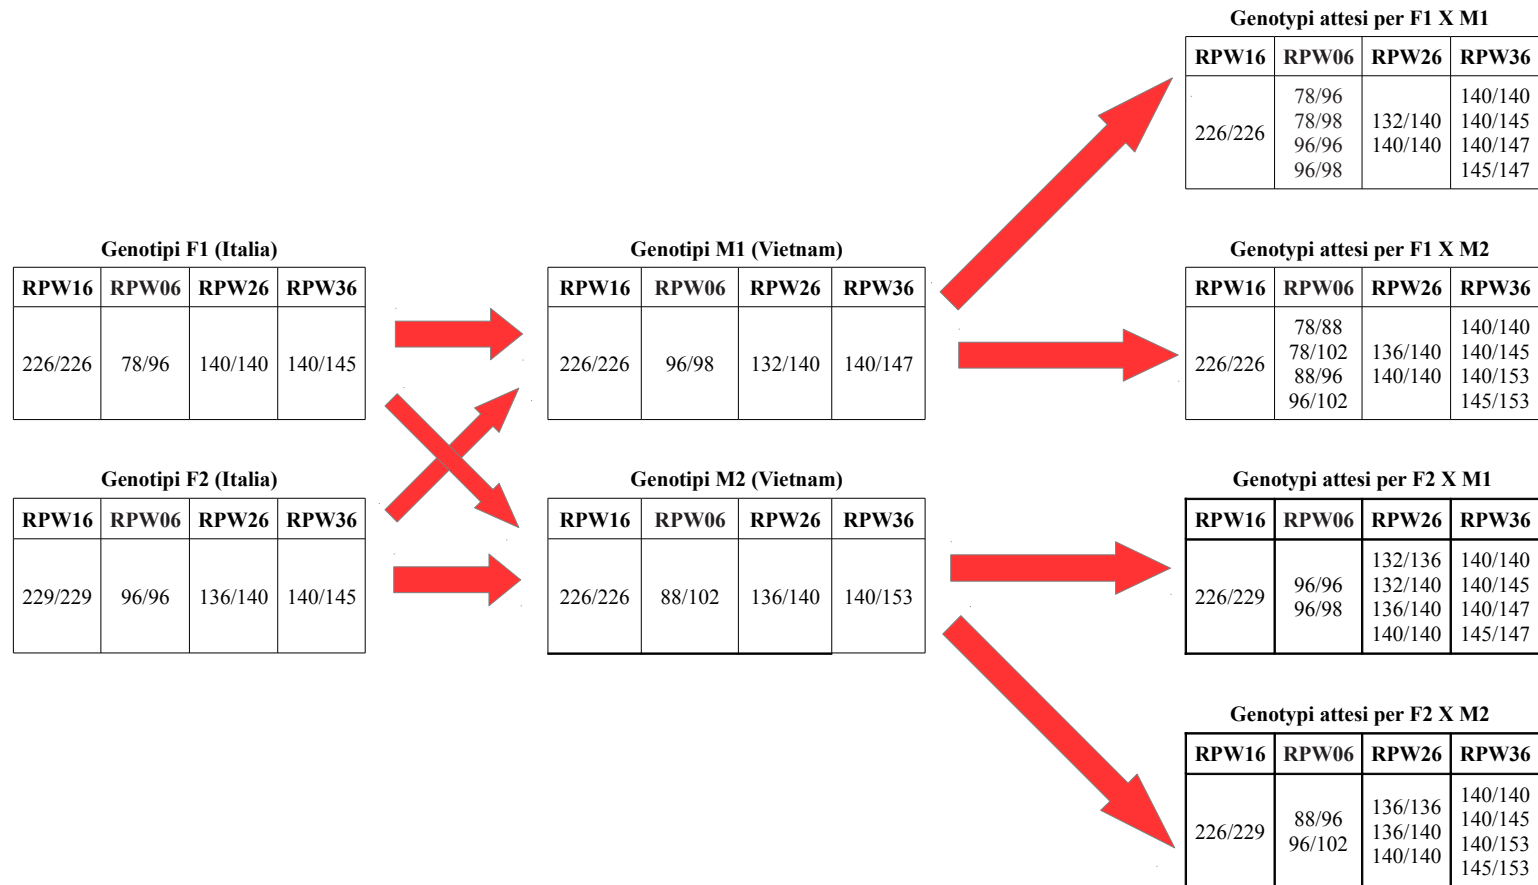 Genotypi attesi per F1 X M1
RPW16 RPW06 RPW26 RPW36
226/226
78/96
78/98
96/96
96/98
132/140
140/140
140/140
140/145
140/147
145/147
Genotipi F1 (Italia)
RPW16 RPW06 RPW26 RPW36
226/226 78/96 140/140 140/145
Genotipi M1 (Vietnam)
RPW16 RPW06 RPW26 RPW36
226/226 96/98 132/140 140/147
Genotypi attesi per F1 X M2
RPW16 RPW06 RPW26 RPW36
226/226
78/88
78/102
88/96
96/102
136/140
140/140
140/140
140/145
140/153
145/153
Genotipi F2 (Italia)
RPW16 RPW06 RPW26 RPW36
229/229 96/96 136/140 140/145
Genotipi M2 (Vietnam)
RPW16 RPW06 RPW26 RPW36
226/226 88/102 136/140 140/153
Genotypi attesi per F2 X M1
RPW16 RPW06 RPW26 RPW36
226/229
96/96
96/98
132/136
132/140
136/140
140/140
140/140
140/145
140/147
145/147
Genotypi attesi per F2 X M2
RPW16 RPW06 RPW26 RPW36
226/229
88/96
96/102
136/136
136/140
140/140
140/140
140/145
140/153
145/153